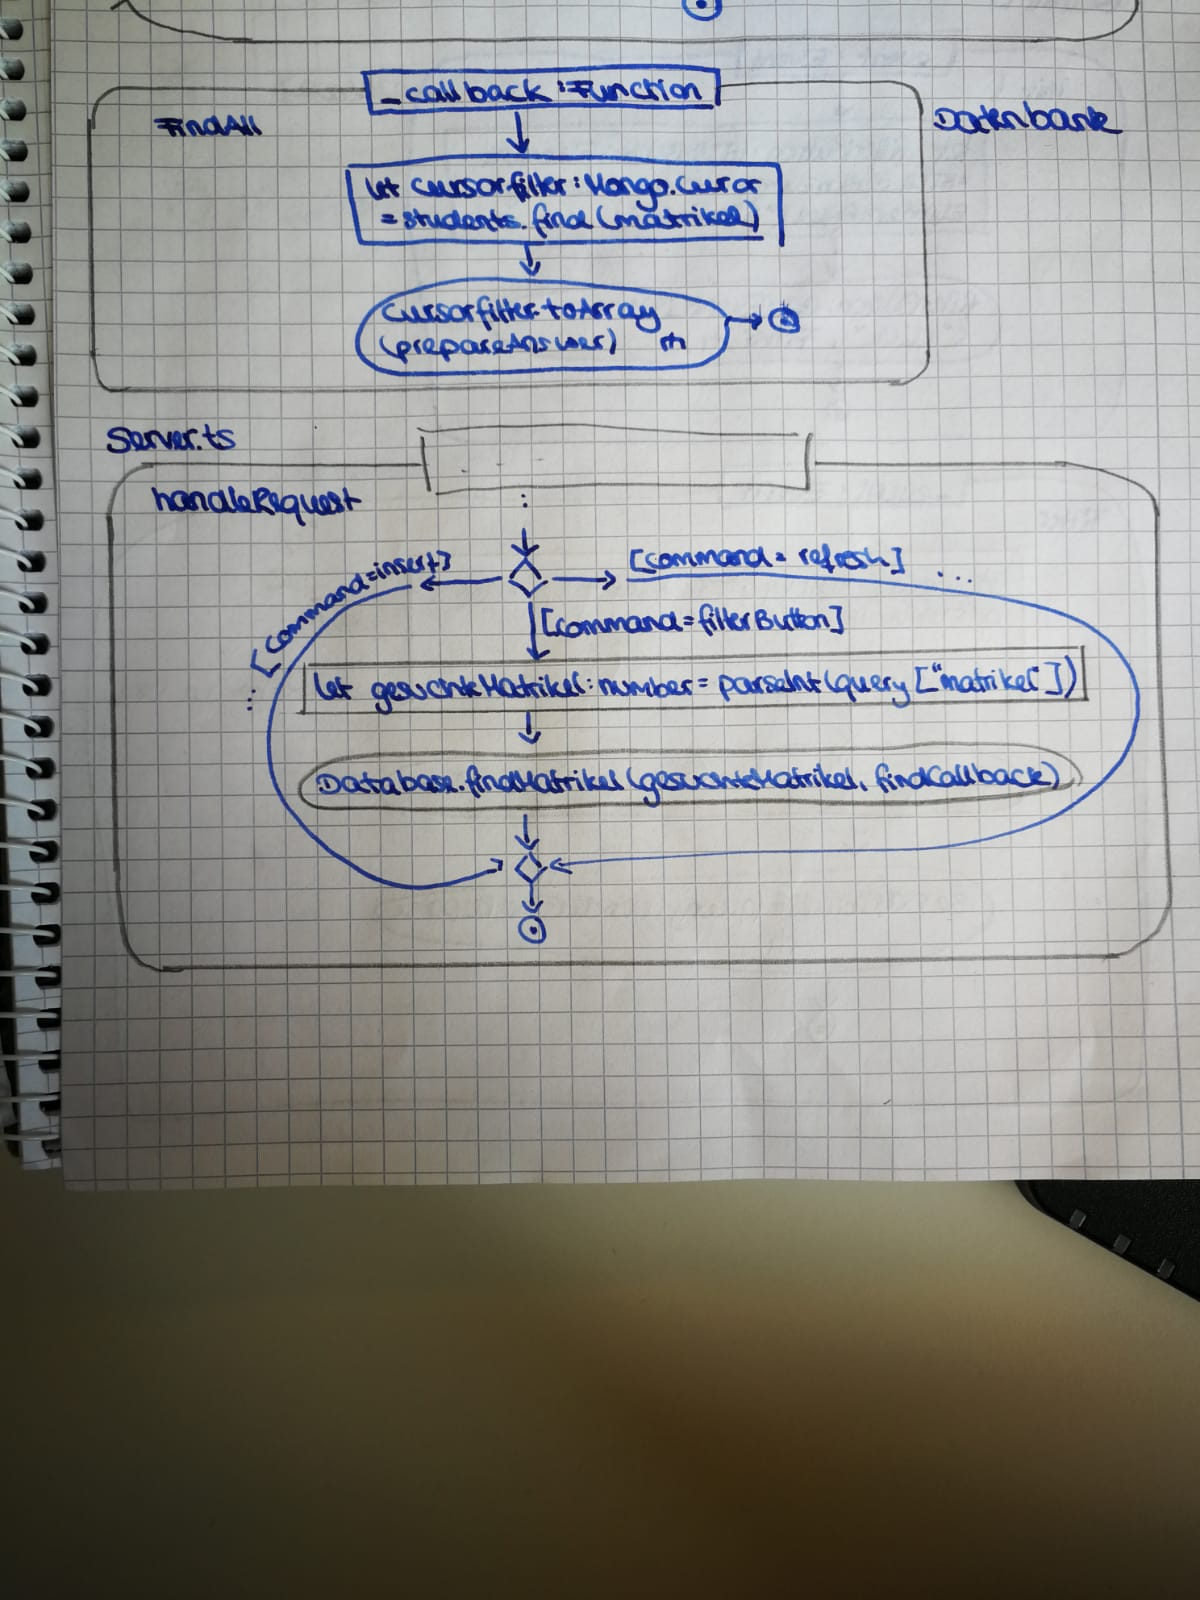 _callback:Function
FindAll
Datenbank
let cursorfilter:Mongo.Cursor
=students.find(matrikel)
cursorfilter.toArray
(prepareAnswer)
Server.ts
handleRequest
[command=insert]
[command=refresh] ...
[command=filterButton]
let gesuchteMatrikel:number=parseInt(query["matrikel"])
Database.findMatrikel(gesuchteMatrikel, findCallback)